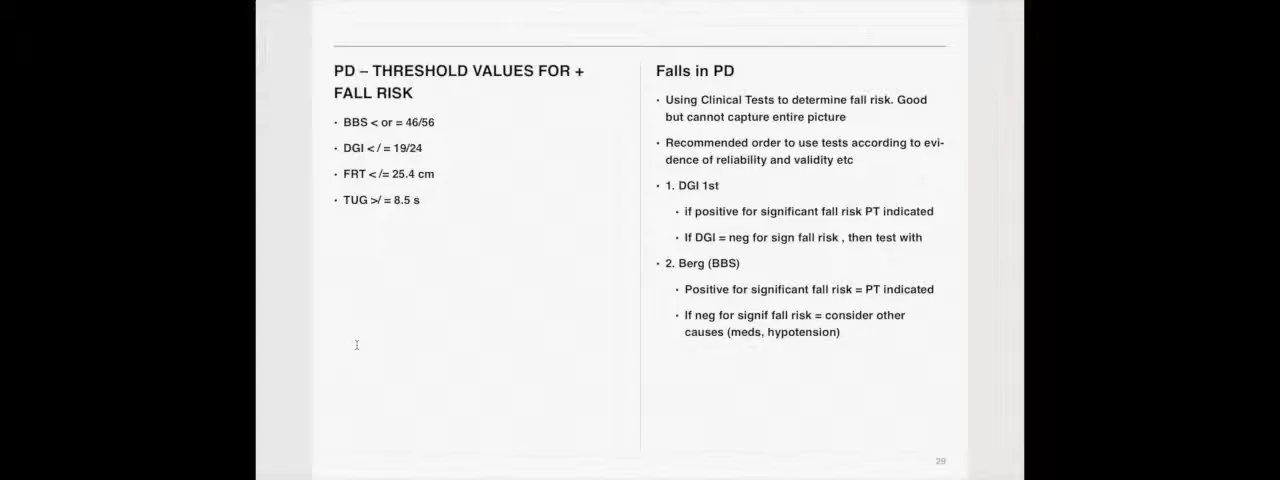 PD – THRESHOLD VALUES FOR +
FALL RISK
• BBS < or = 46/56
• DGI < / = 19/24
• FRT < /= 25.4 cm
• TUG >/ = 8.5 s
Falls in PD
• Using Clinical Tests to determine fall risk. Good
but cannot capture entire picture
• Recommended order to use tests according to evi-
dence of reliability and validity etc
• 1. DGI 1st
• if positive for significant fall risk PT indicated
• If DGI = neg for sign fall risk , then test with
• 2. Berg (BBS)
• Positive for significant fall risk = PT indicated
• If neg for signif fall risk = consider other
causes (meds, hypotension)
29